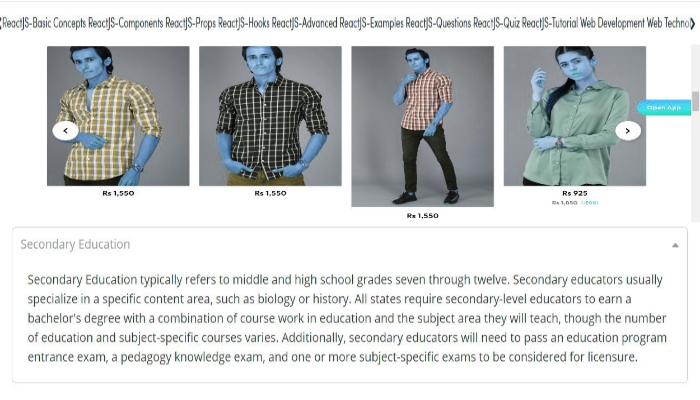 ReactJS-Basic Concepts ReactJS-Components ReactJS-Props ReactJS-Hooks ReactJS-Advanced ReactJS-Examples ReactJS-Questions ReactJS-Quiz ReactJS-Tutorial Web Development Web Techno
Open App
Rs 1,550
Rs 1,550
Rs 1,550
Rs 925
Rs 1,850
Secondary Education
Secondary Education typically refers to middle and high school grades seven through twelve. Secondary educators usually
specialize in a specific content area, such as biology or history. All states require secondary-level educators to earn a
bachelor's degree with a combination of course work in education and the subject area they will teach, though the number
of education and subject-specific courses varies. Additionally, secondary educators will need to pass an education program
entrance exam, a pedagogy knowledge exam, and one or more subject-specific exams to be considered for licensure.